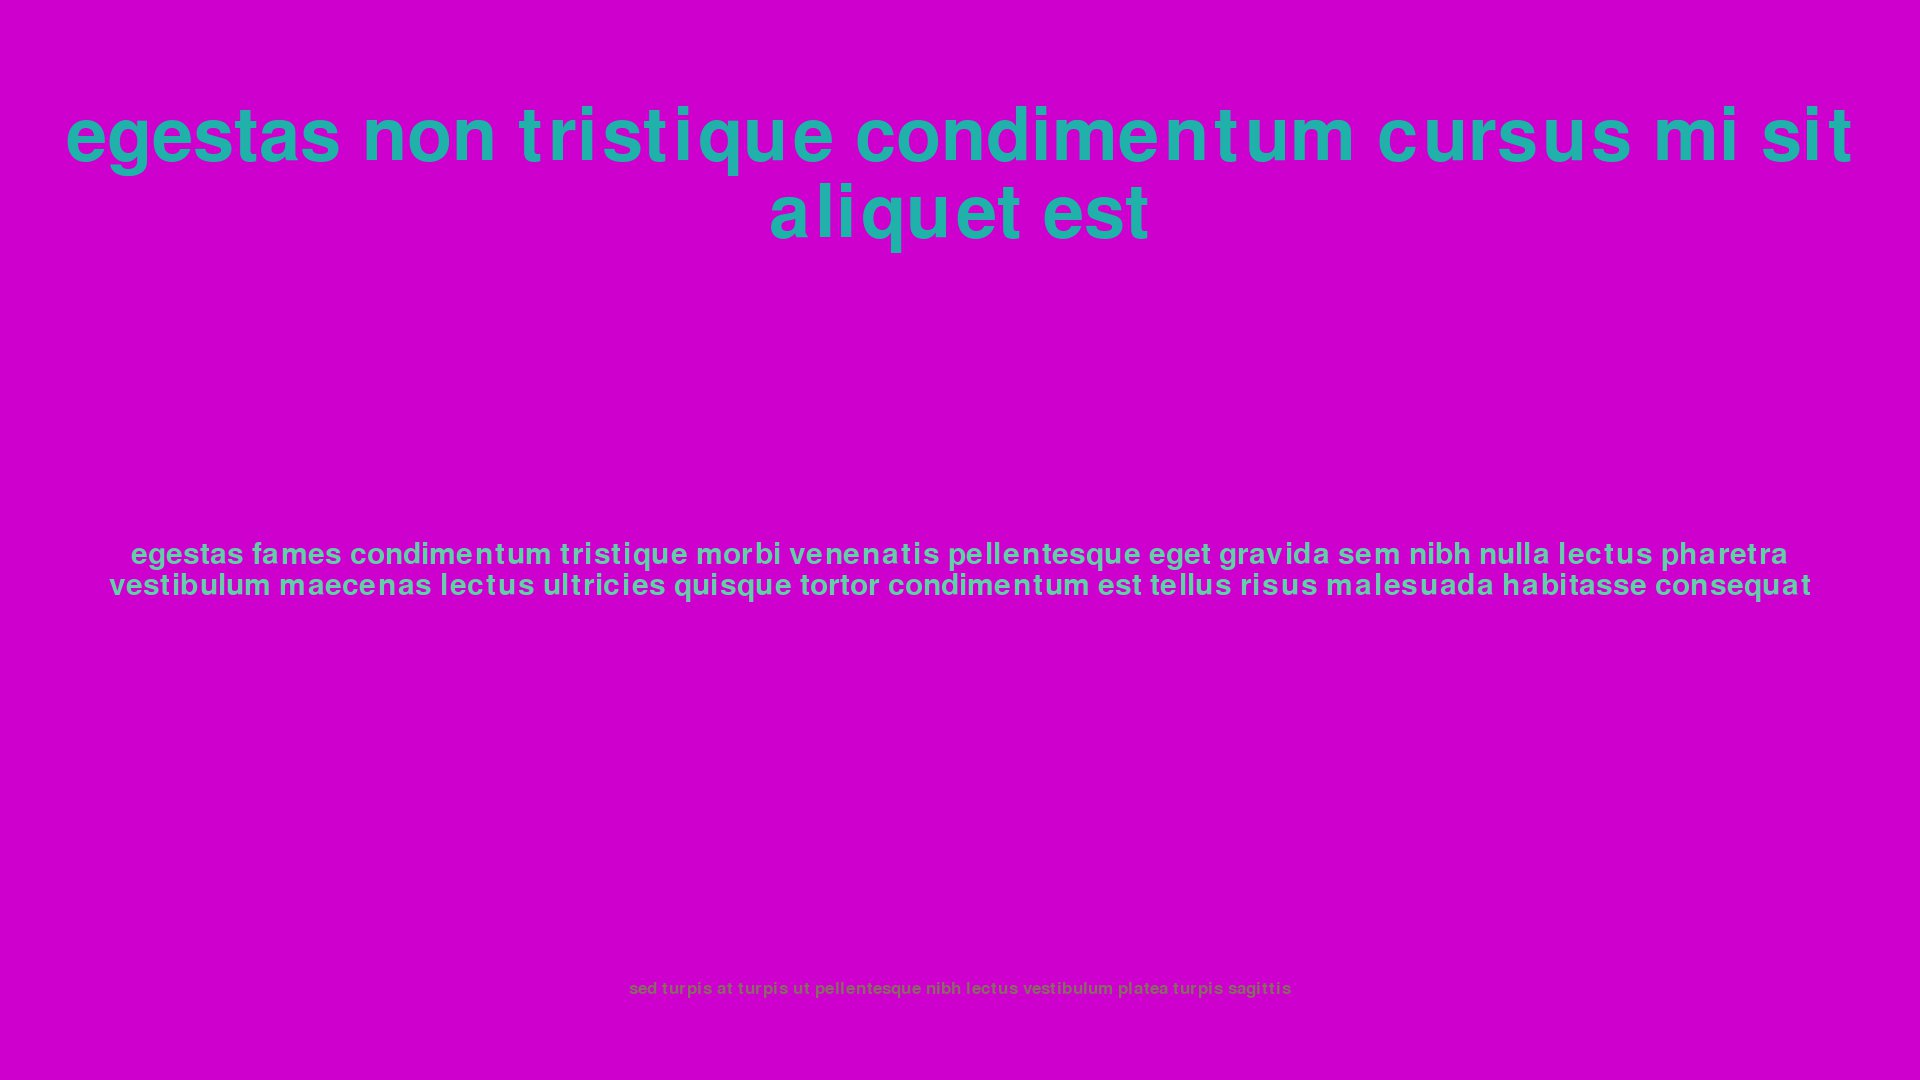 egestas non tristique condimentum cursus mi sit
aliquet est
egestas fames condimentum tristique morbi venenatis pellentesque eget gravida sem nibh nulla lectus pharetra
vestibulum maecenas lectus ultricies quisque tortor condimentum est tellus risus malesuada habitasse consequat
sed turpis at turpis ut pellentesque nibh lectus vestibulum platea turpis sagittis